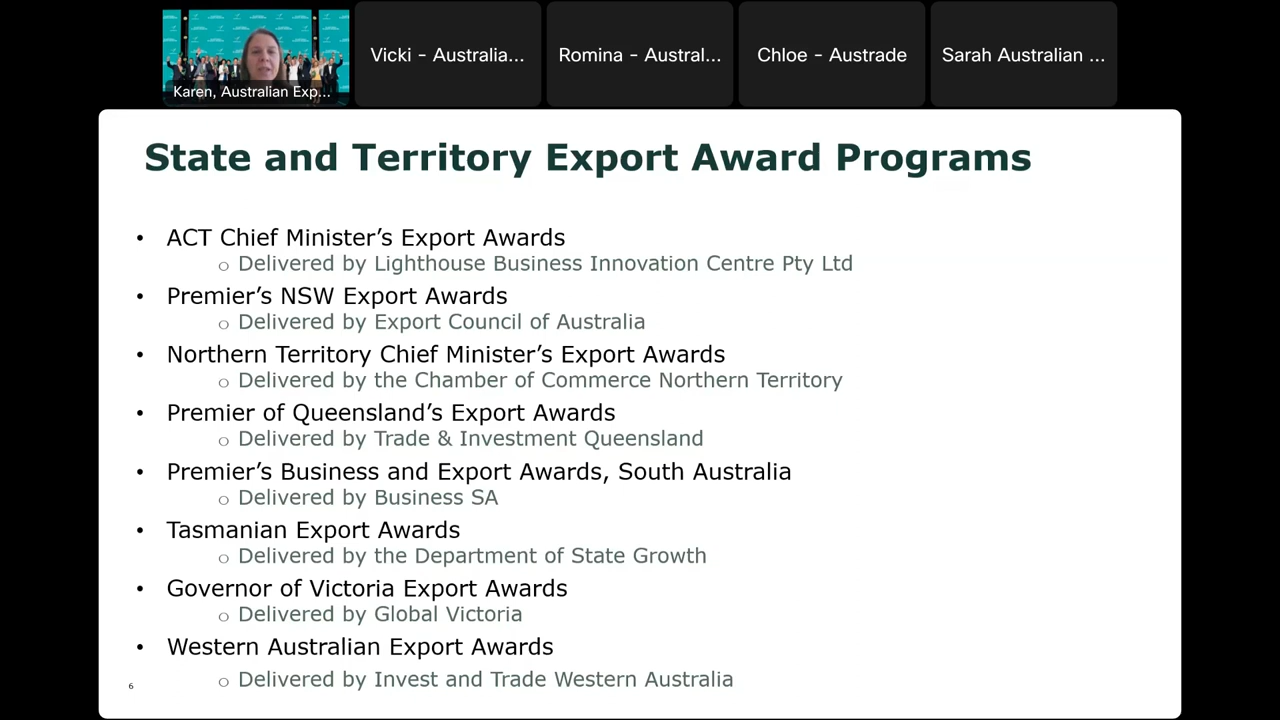 Karen, Australian Exp...
Vicki - Australia...
Romina - Austral...
Chloe - Austrade
Sarah Australian ...
State and Territory Export Award Programs
• ACT Chief Minister’s Export Awards
o Delivered by Lighthouse Business Innovation Centre Pty Ltd
• Premier’s NSW Export Awards
o Delivered by Export Council of Australia
• Northern Territory Chief Minister’s Export Awards
o Delivered by the Chamber of Commerce Northern Territory
• Premier of Queensland’s Export Awards
o Delivered by Trade & Investment Queensland
• Premier’s Business and Export Awards, South Australia
o Delivered by Business SA
• Tasmanian Export Awards
o Delivered by the Department of State Growth
• Governor of Victoria Export Awards
o Delivered by Global Victoria
• Western Australian Export Awards
o Delivered by Invest and Trade Western Australia
6